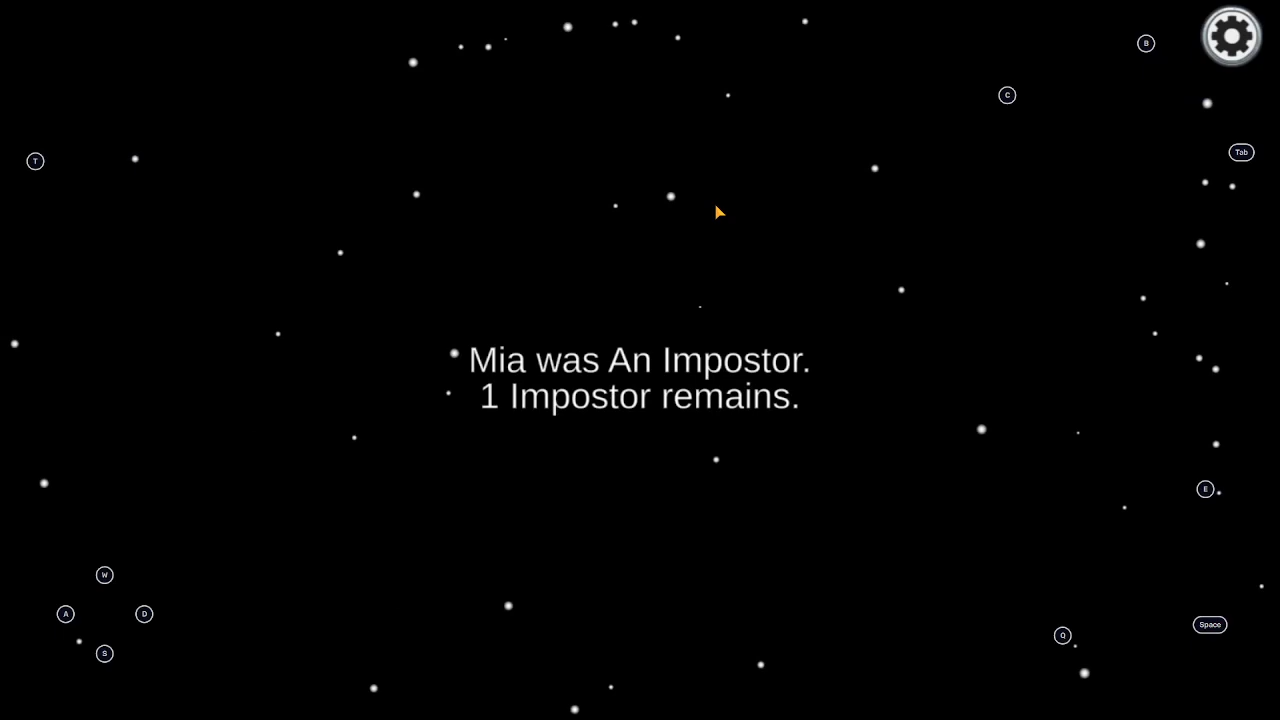 B
C
T
Tab
Mia was An Impostor.
1 Impostor remains.
E
W
A
D
Space
Q
S